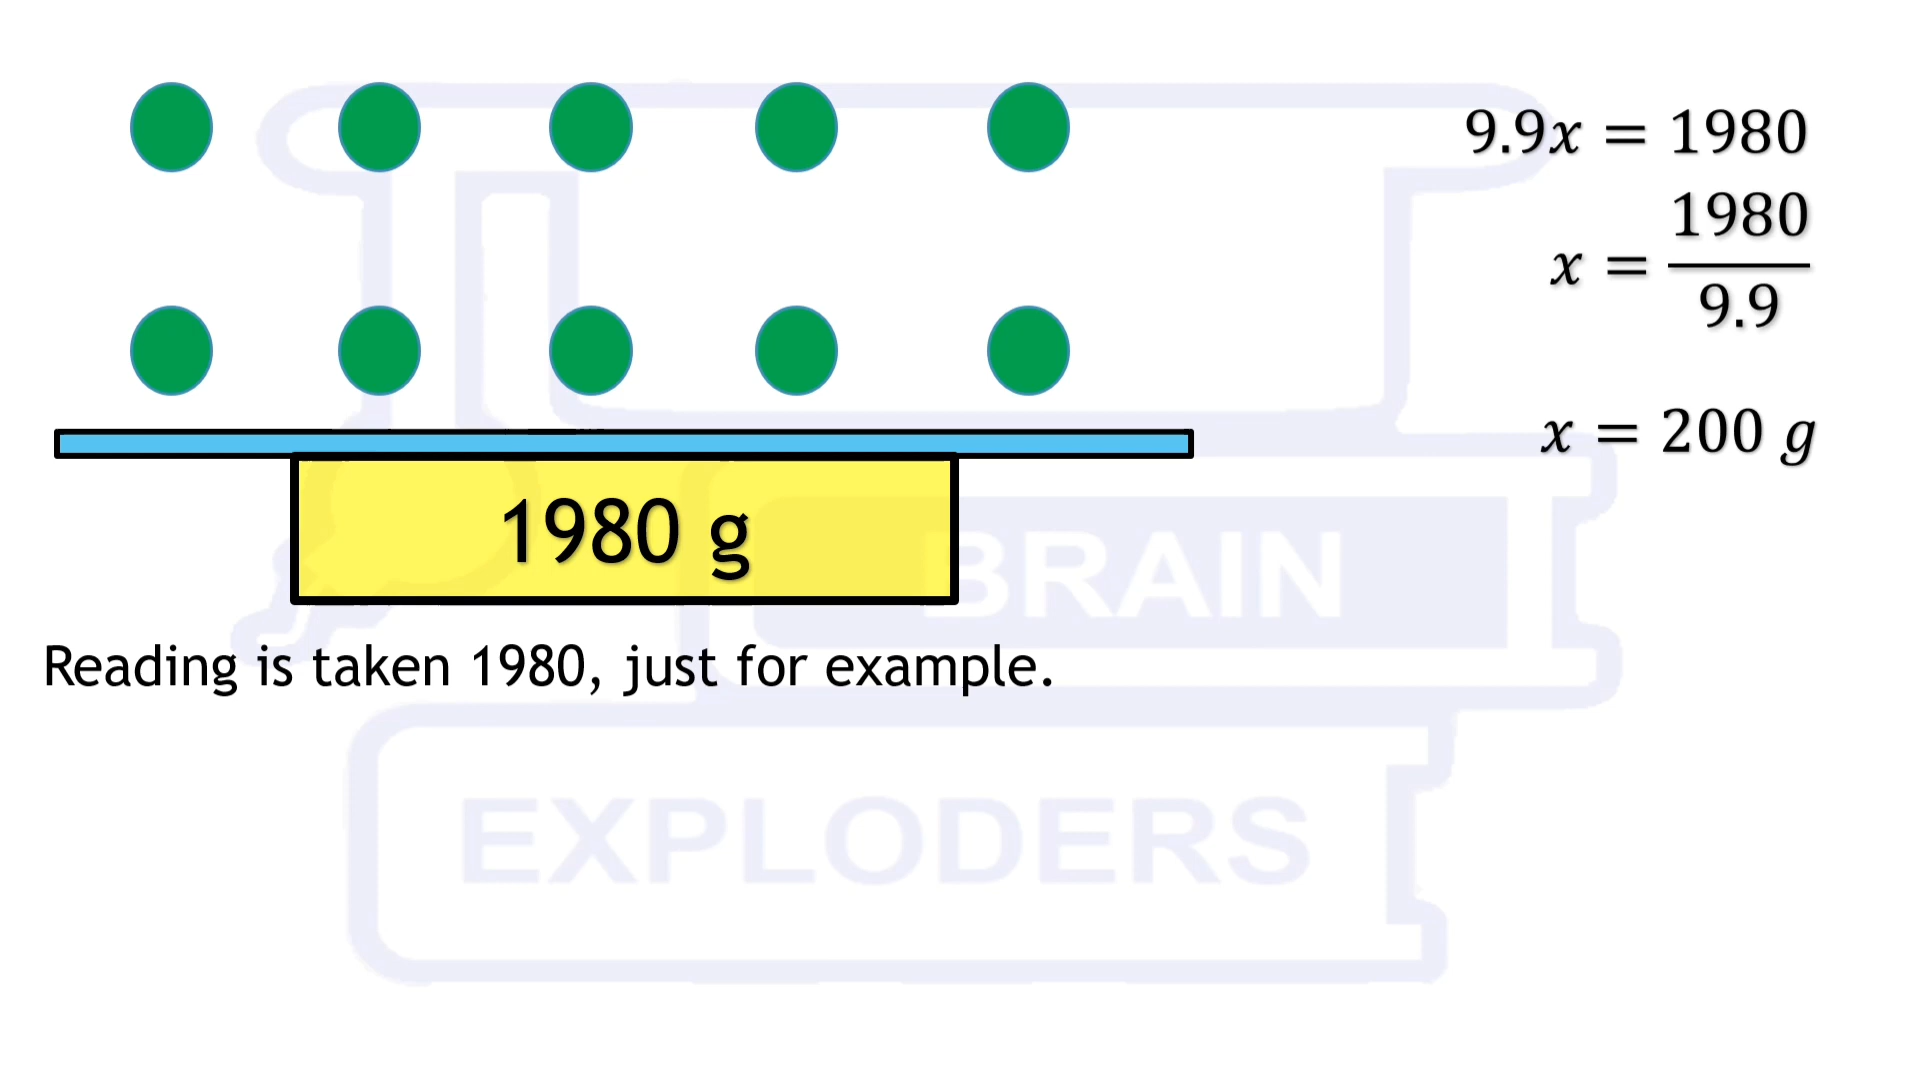 9.9x = 1980
x = 1980/9.9
x = 200 g
1980 g
Reading is taken 1980, just for example.
BRAIN
EXPLODERS